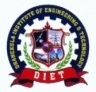 DHANEKULA INSTITUTE OF ENGINEERING & TECHNOLOGY
DIET